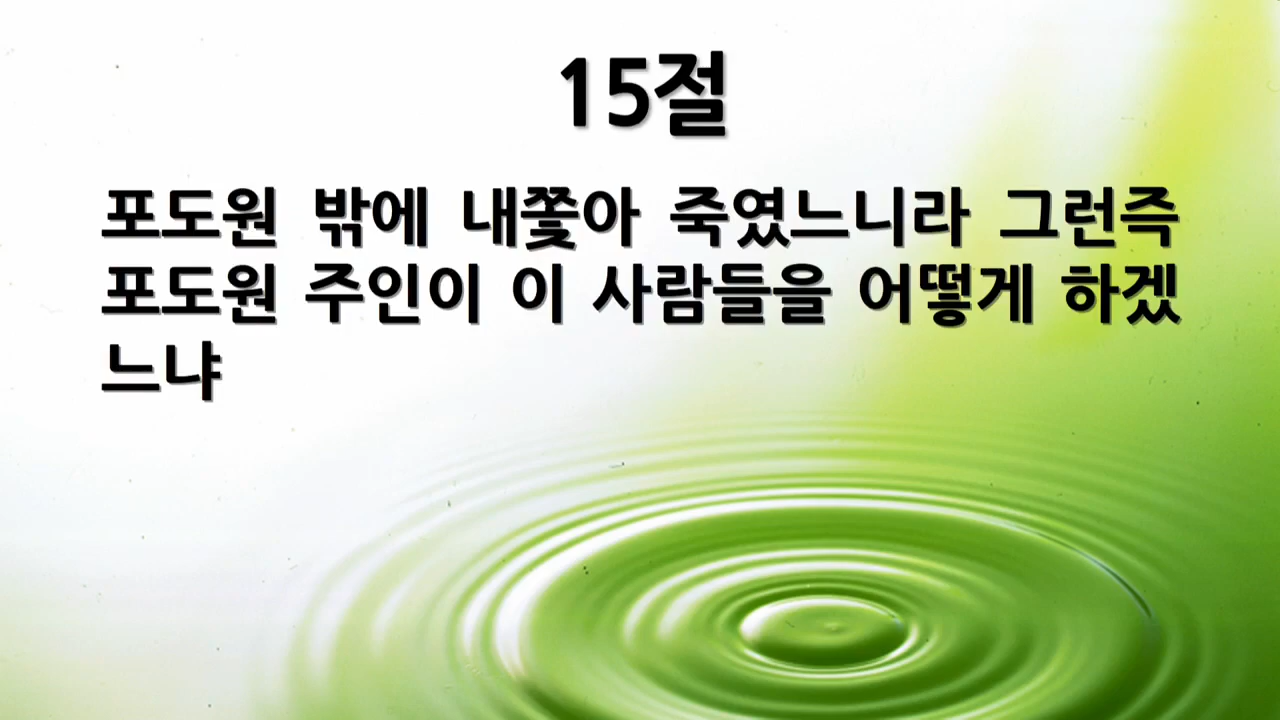 15절
포도원 밖에 내쫓아 죽였느니라 그런즉
포도원 주인이 이 사람들을 어떻게 하겠
느냐